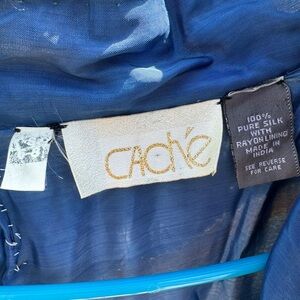 CACHÉ
100%
PURE SILK
WITH
RAYON LINING
MADE IN
INDIA
SEE REVERSE
FOR CARE